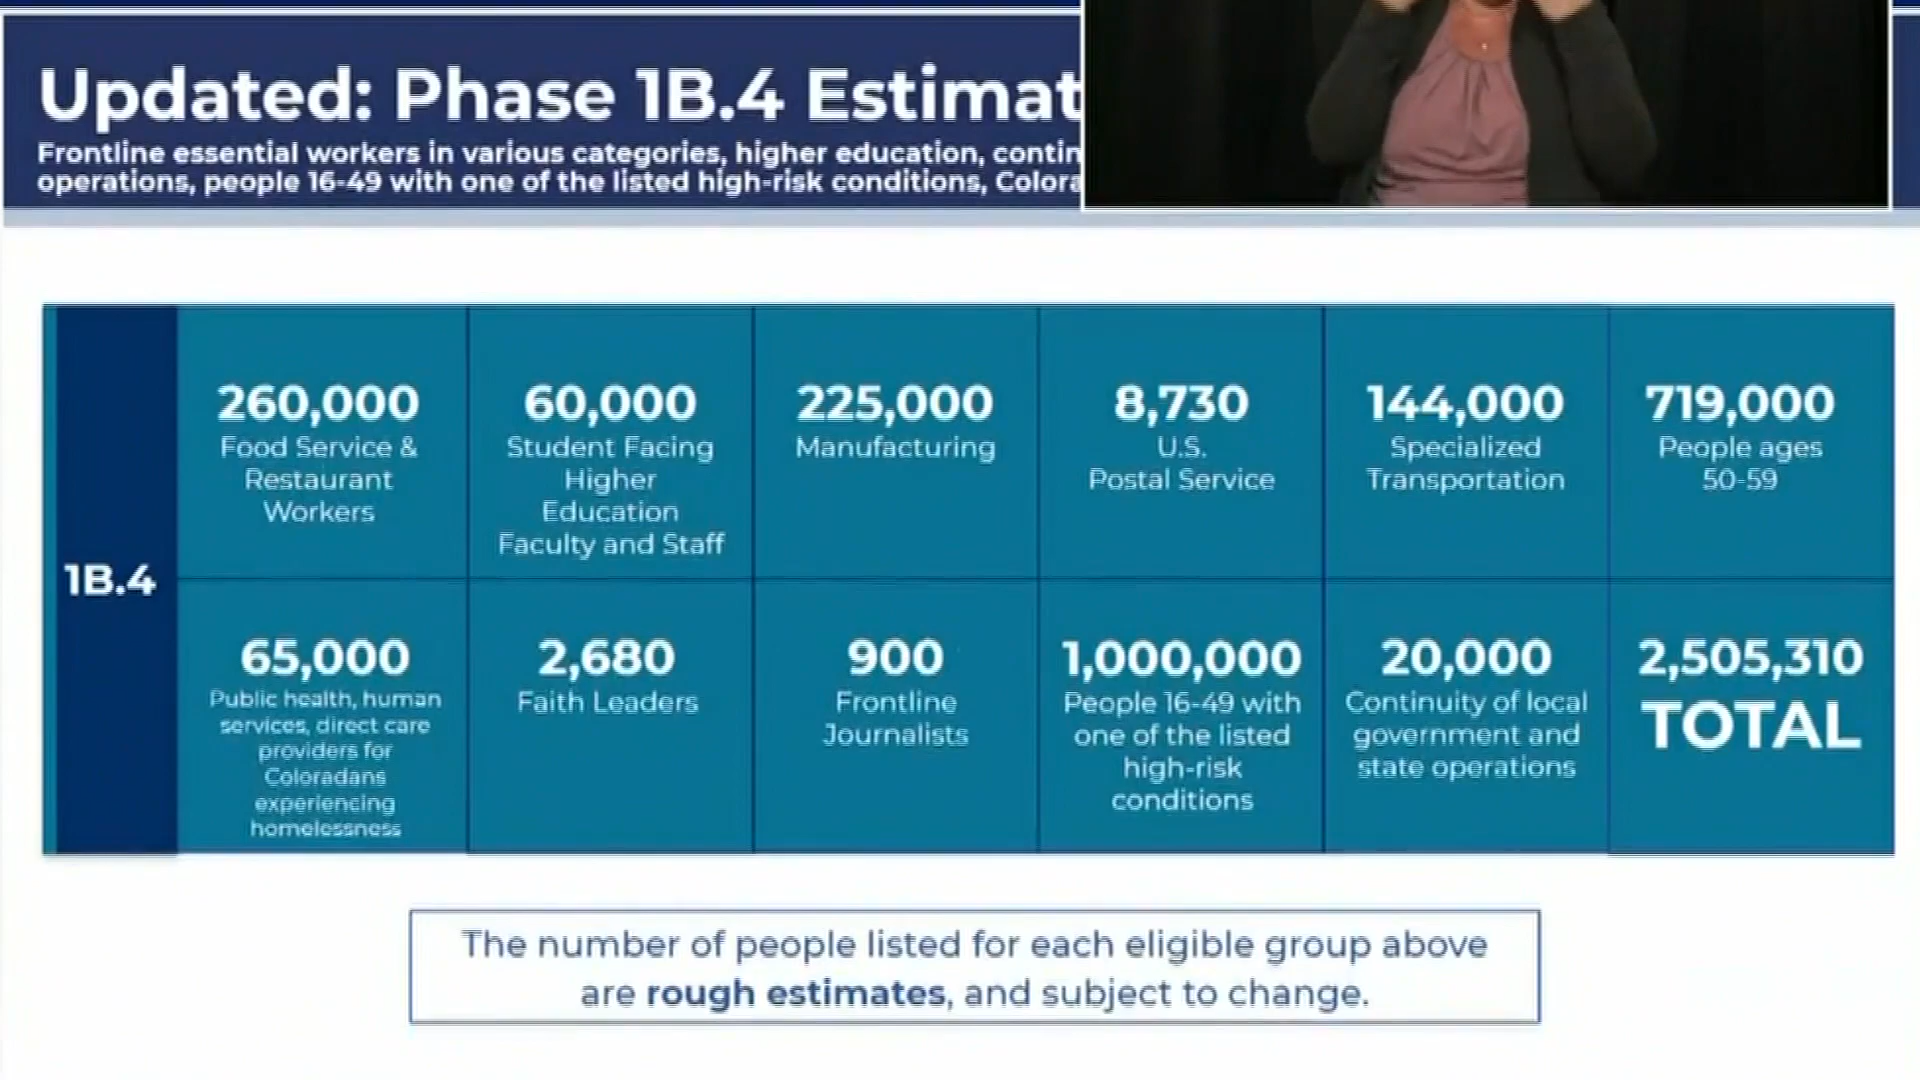 Updated: Phase 1B.4 Estimat
Frontline essential workers in various categories, higher education, contin
operations, people 16-49 with one of the listed high-risk conditions, Colora
1B.4
260,000
Food Service &
Restaurant
Workers
60,000
Student Facing
Higher
Education
Faculty and Staff
225,000
Manufacturing
8,730
U.S.
Postal Service
144,000
Specialized
Transportation
719,000
People ages
50-59
65,000
Public health, human
services, direct care
providers for
Coloradans
experiencing
homelessness
2,680
Faith Leaders
900
Frontline
Journalists
1,000,000
People 16-49 with
one of the listed
high-risk
conditions
20,000
Continuity of local
government and
state operations
2,505,310
TOTAL
The number of people listed for each eligible group above
are rough estimates, and subject to change.